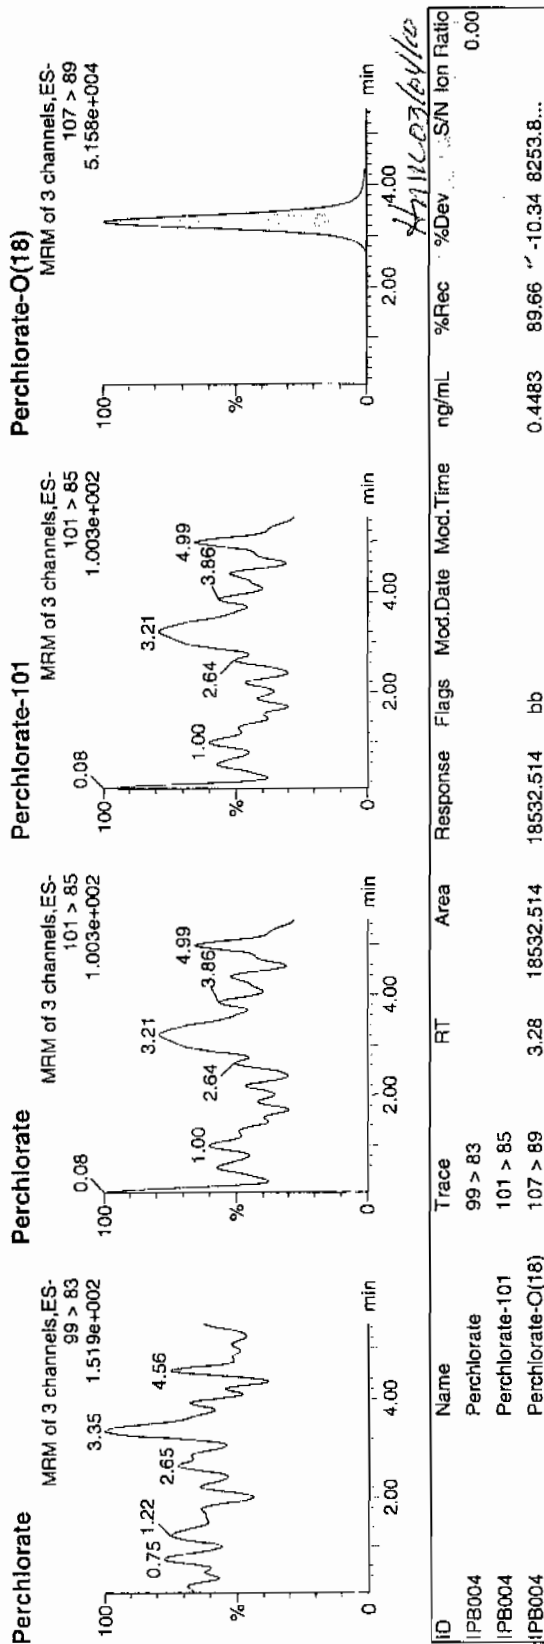 Perchlorate
MRM of 3 channels,ES-
99 > 83
1.519e+002
100
3.35
0.75 1.22
2.65
4.56
%
0
2.00
4.00
min
Perchlorate
MRM of 3 channels,ES-
101 > 85
1.003e+002
0.08
100
3.21
1.00
2.64
3.86
4.99
%
0
2.00
4.00
min
Perchlorate-101
MRM of 3 channels,ES-
101 > 85
1.003e+002
0.08
100
3.21
1.00
2.64
3.86
4.99
%
0
2.00
4.00
min
Perchlorate-O(18)
MRM of 3 channels,ES-
107 > 89
5.158e+004
100
%
0
2.00
4.00
min
ID Name Trace RT Area Response Flags Mod.Date Mod.Time ng/mL %Rec %Dev S/N Ion Ratio
IPB004 Perchlorate 99 > 83 0.00
IPB004 Perchlorate-101 101 > 85
IPB004 Perchlorate-O(18) 107 > 89 3.28 18532.514 18532.514 bb 0.4483 89.66 -10.34 8253.8...